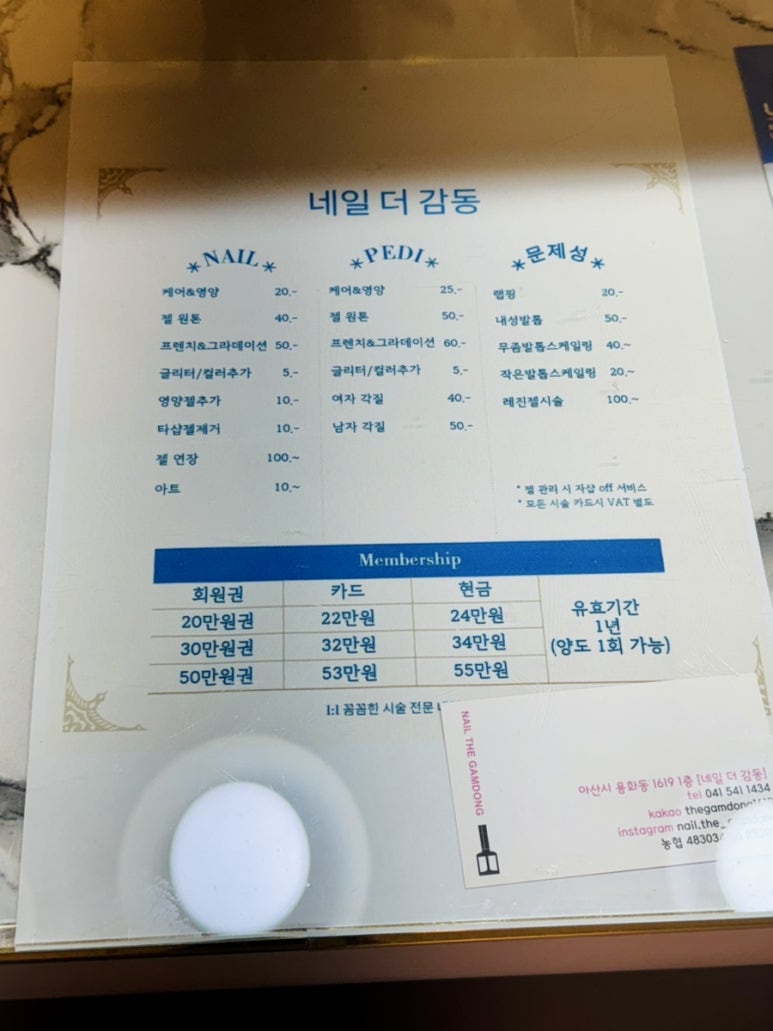 네일 더 감동
*NAIL*
케어&영양 20.-
젤 원톤 40.-
프렌치&그라데이션 50.-
글리터/컬러추가 5.-
영양젤추가 10.-
타샵젤제거 10.-
젤 연장 100.~
아트 10.~
*PEDI*
케어&영양 25.-
젤 원톤 50.-
프렌치&그라데이션 60.-
글리터/컬러추가 5.-
여자 각질 40.-
남자 각질 50.-
*문제성*
랩핑 20.-
내성발톱 50.-
무좀발톱스케일링 40.~
작은발톱스케일링 20.~
레진젤시술 100.~
* 젤 관리 시 자샵 off 서비스
* 모든 시술 카드시 VAT 별도
Membership
회원권 카드 현금
20만원권 22만원 24만원
30만원권 32만원 34만원
50만원권 53만원 55만원
유효기간
1년
(양도 1회 가능)
1:1 꼼꼼한 시술 전문
NAIL THE GAMDONG
아산시 용화동 1619 1층 [네일 더 감동]
tel 041 541 1434
kakao
instagram
농협